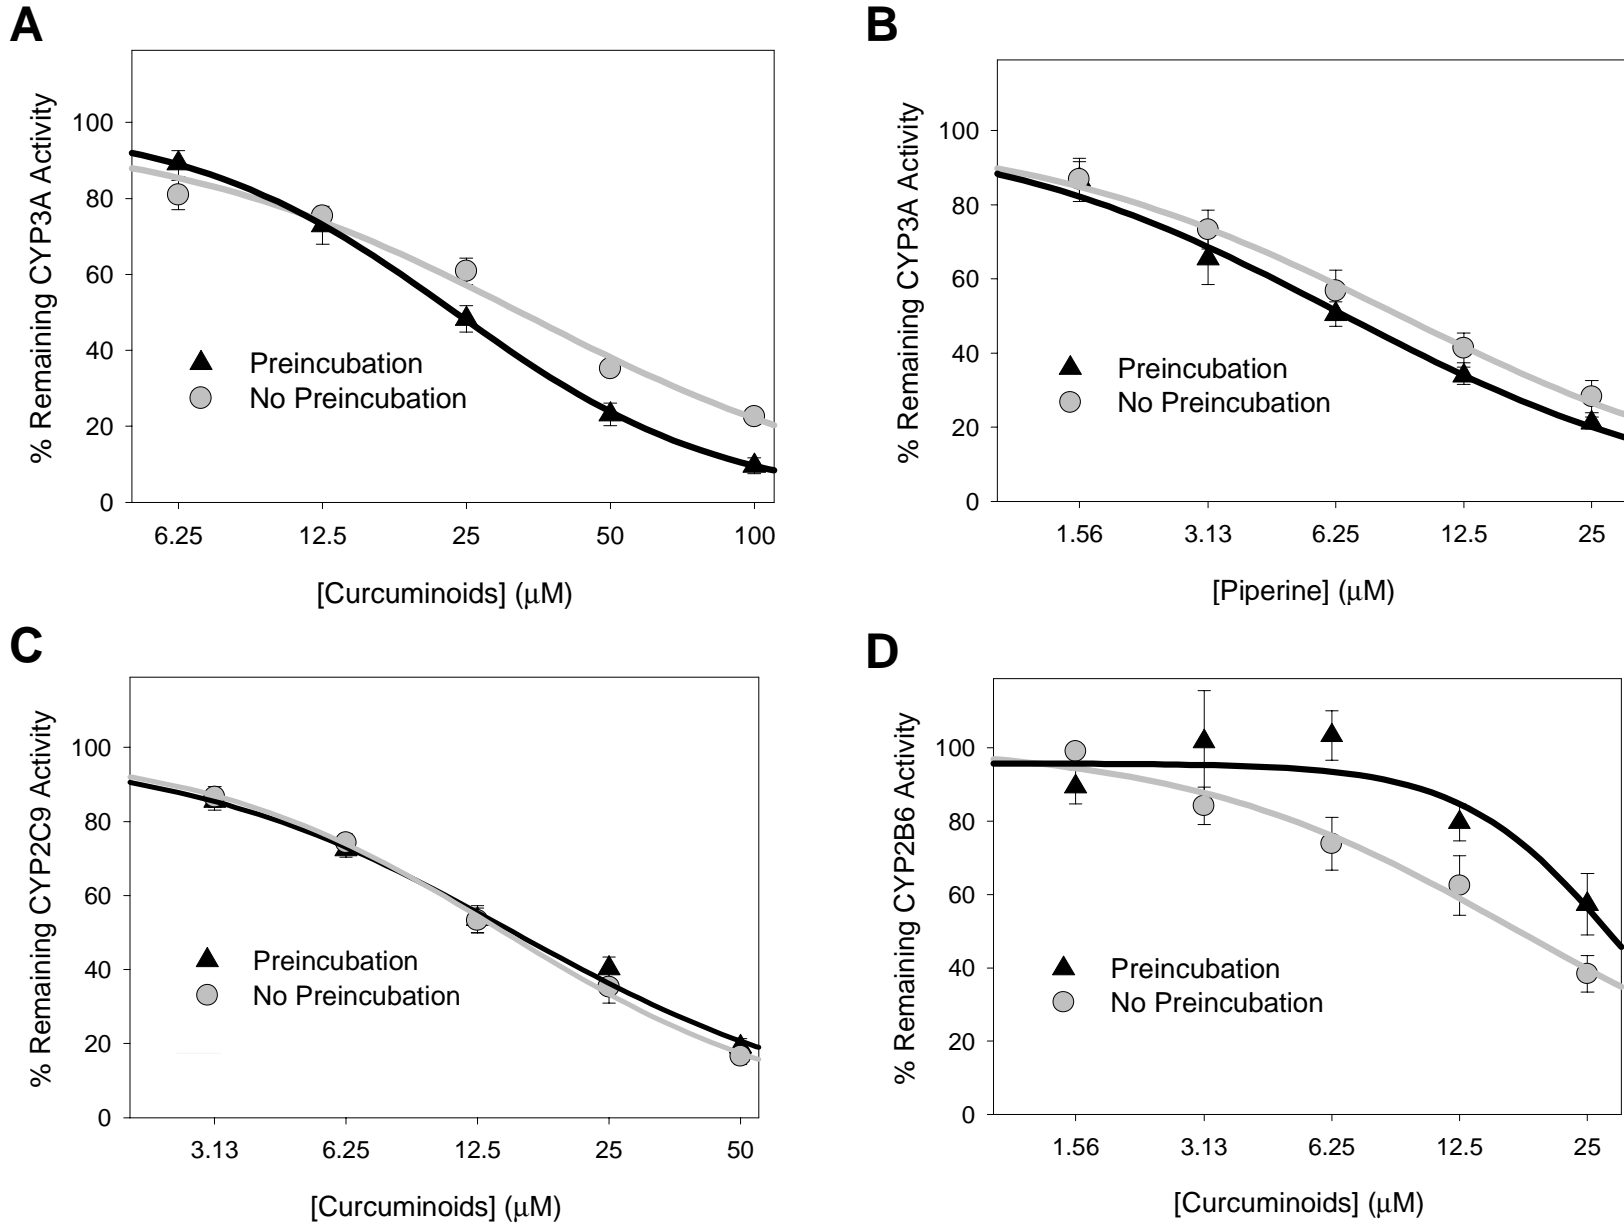 A
% Remaining CYP3A Activity
100
80
60
40
20
0
Preincubation
No Preincubation
6.25 12.5 25 50 100
[Curcuminoids] (μM)
B
% Remaining CYP3A Activity
100
80
60
40
20
0
Preincubation
No Preincubation
1.56 3.13 6.25 12.5 25
[Piperine] (μM)
C
% Remaining CYP2C9 Activity
100
80
60
40
20
0
Preincubation
No Preincubation
3.13 6.25 12.5 25 50
[Curcuminoids] (μM)
D
% Remaining CYP2B6 Activity
100
80
60
40
20
0
Preincubation
No Preincubation
1.56 3.13 6.25 12.5 25
[Curcuminoids] (μM)